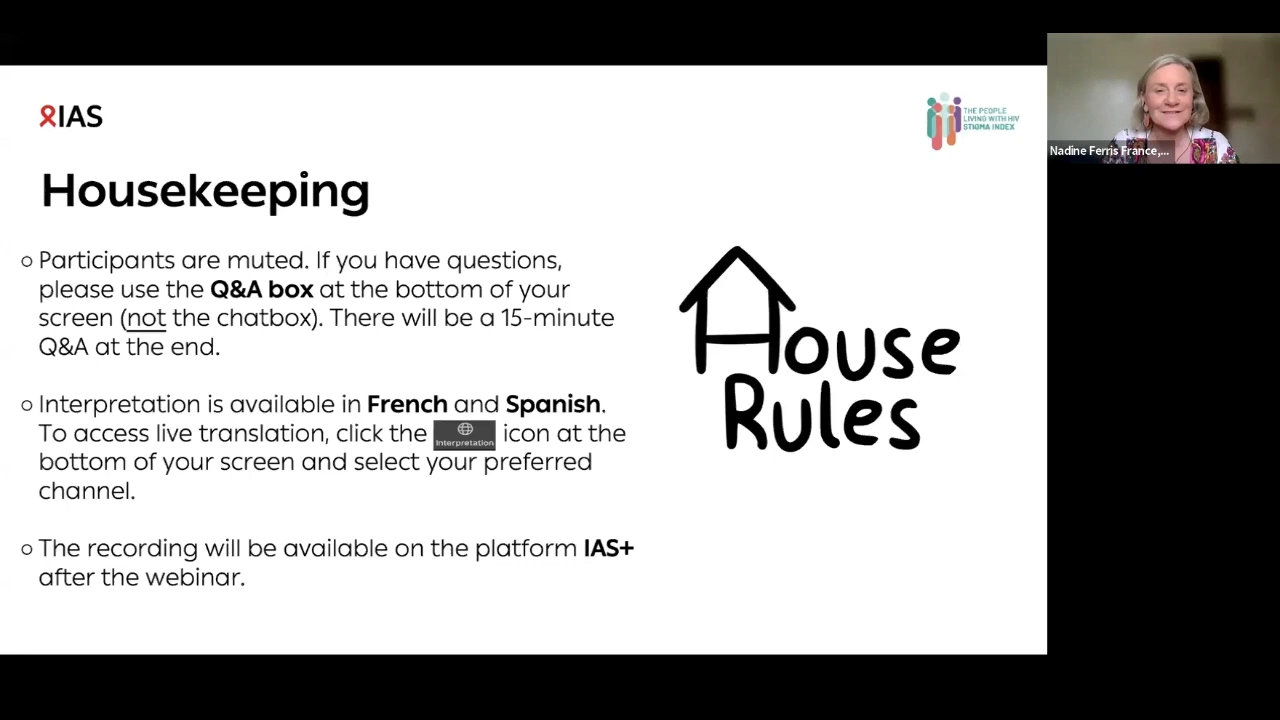 IAS
THE PEOPLE
LIVING WITH HIV
STIGMA INDEX
Nadine Ferris France,...
Housekeeping
Participants are muted. If you have questions,
please use the Q&A box at the bottom of your
screen (not the chatbox). There will be a 15-minute
Q&A at the end.
Interpretation is available in French and Spanish.
To access live translation, click the Interpretation icon at the
bottom of your screen and select your preferred
channel.
The recording will be available on the platform IAS+
after the webinar.
House
Rules